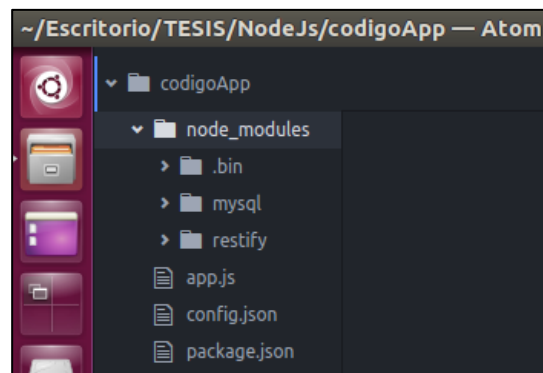 ~/Escritorio/TESIS/NodeJs/codigoApp — Atom
codigoApp
node_modules
.bin
mysql
restify
app.js
config.json
package.json